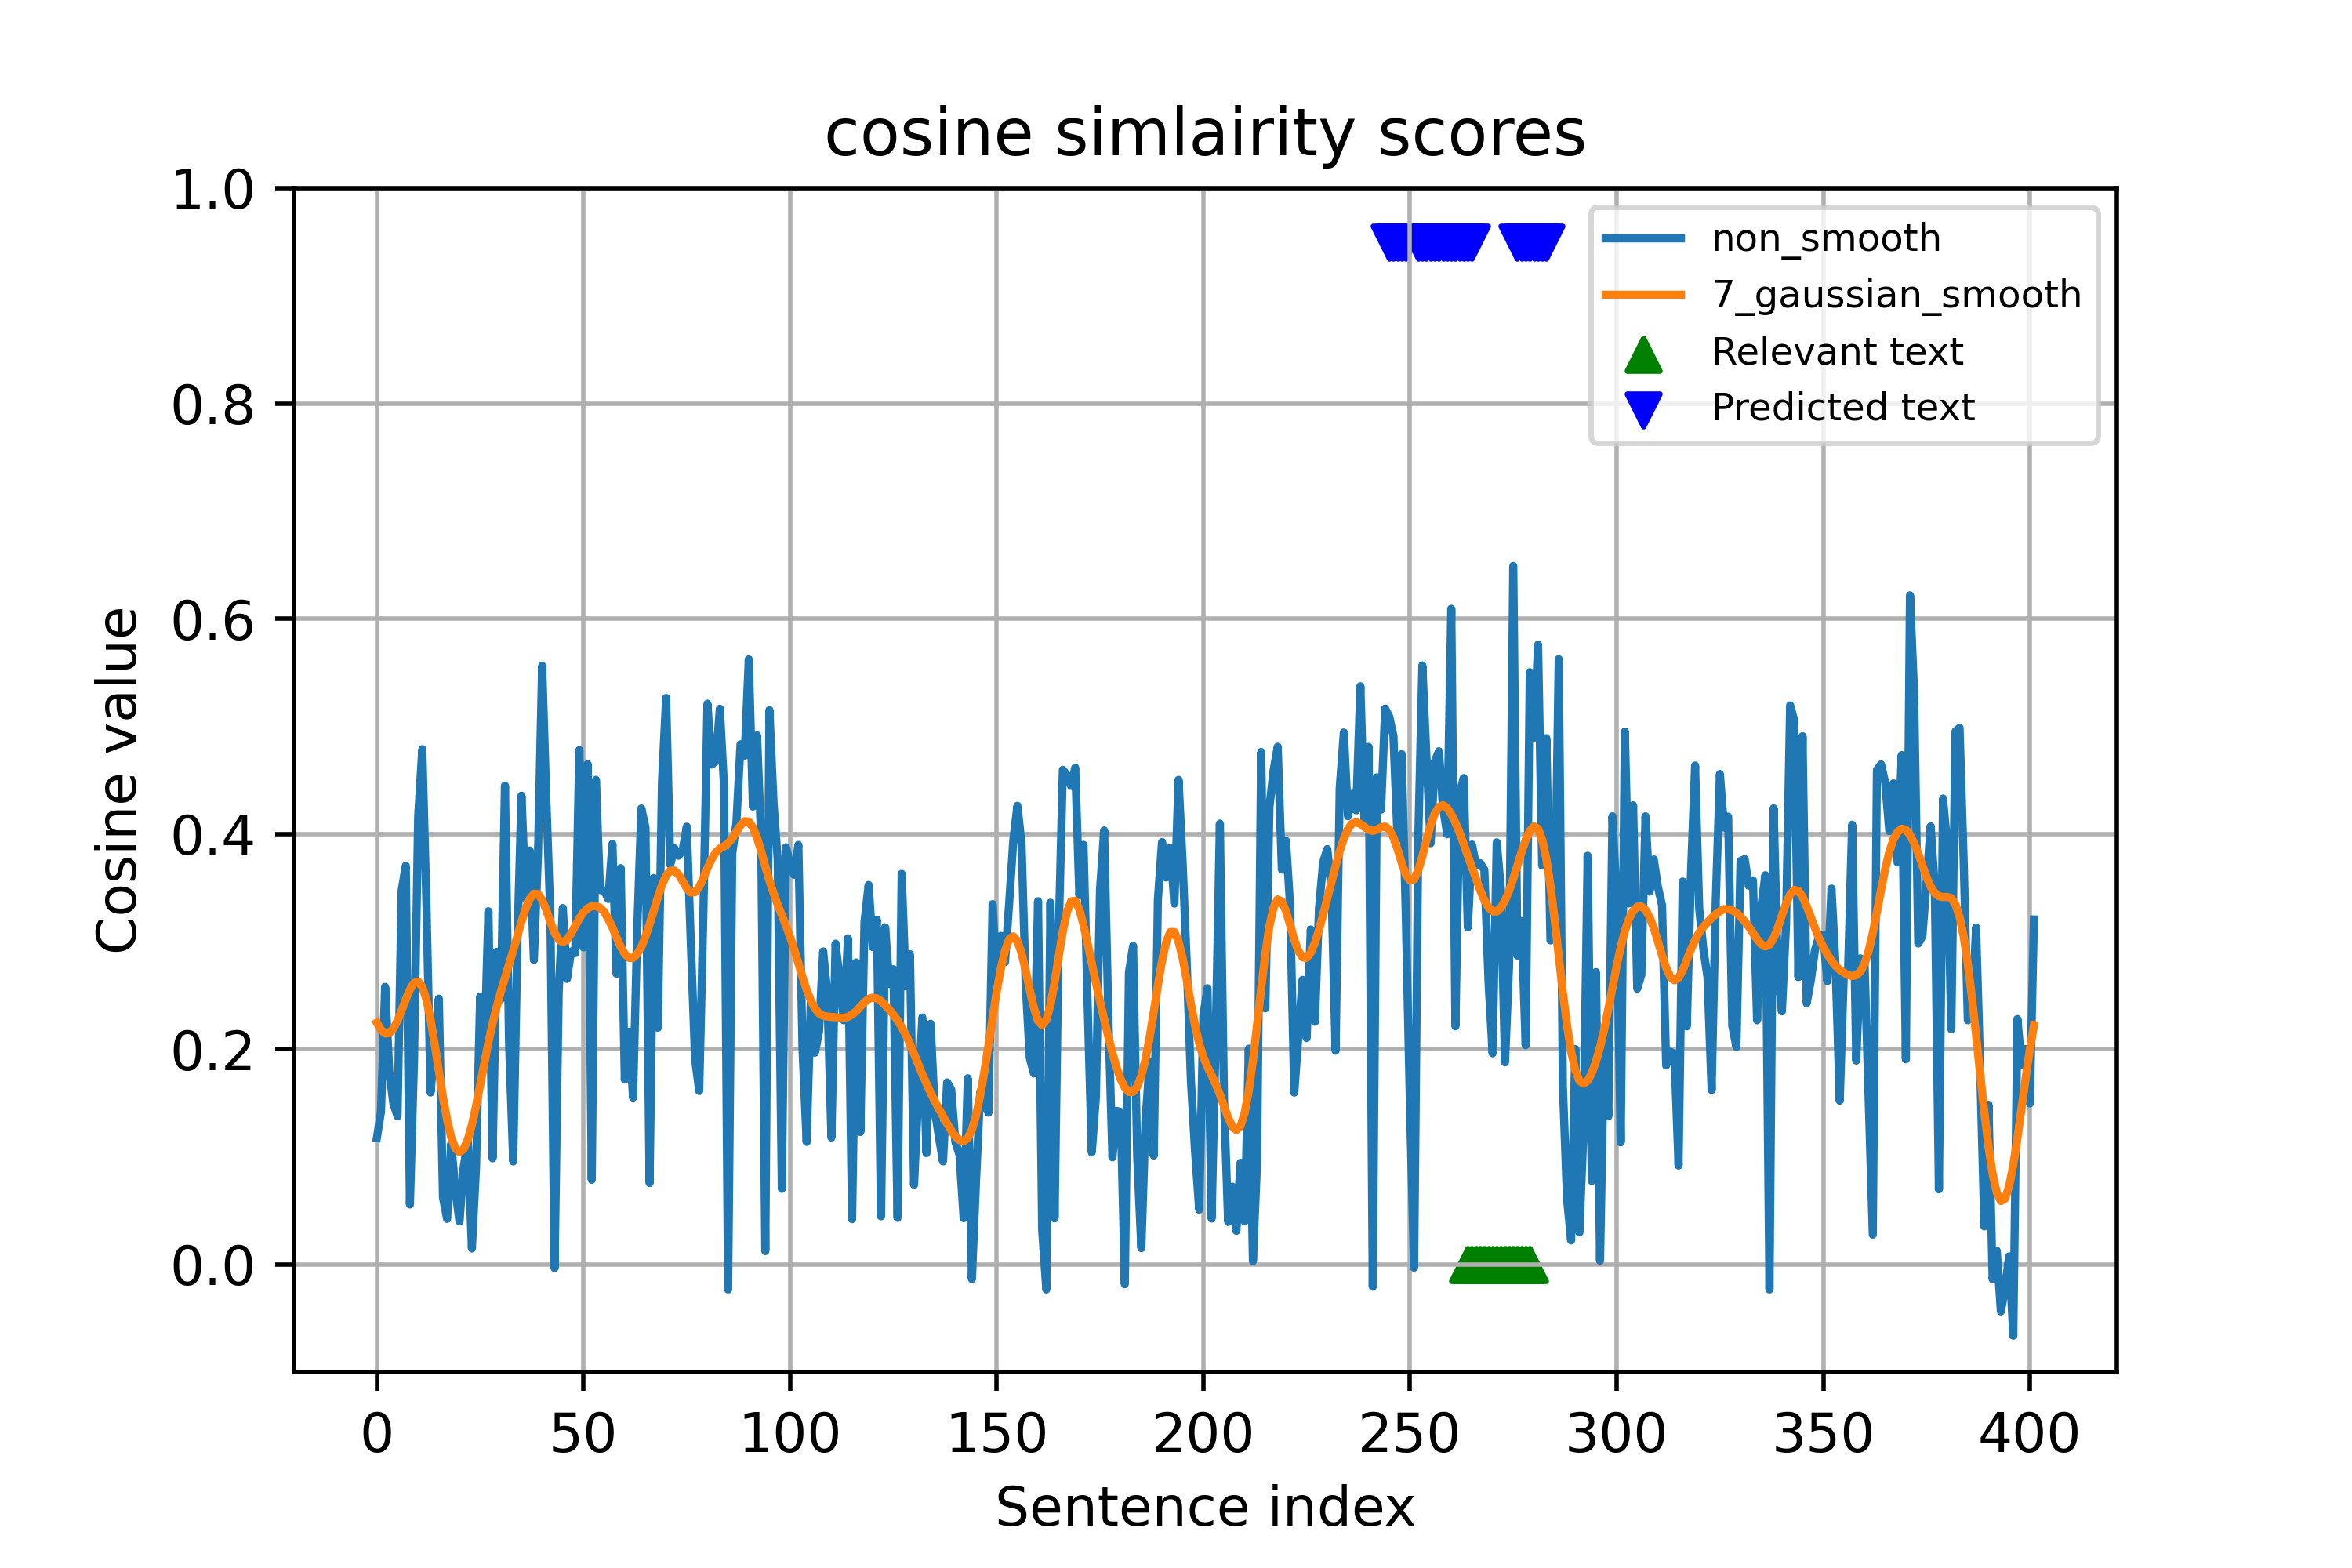 cosine simlairity scores
1.0
0.8
0.6
0.4
0.2
0.0
Cosine value
non_smooth
7_gaussian_smooth
Relevant text
Predicted text
0 50 100 150 200 250 300 350 400
Sentence index